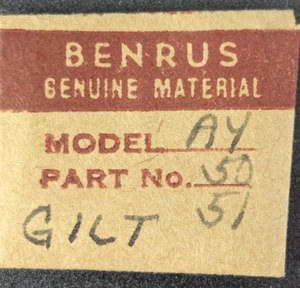 BENRUS
GENUINE MATERIAL
MODEL AY
PART No. 50
51
GILT